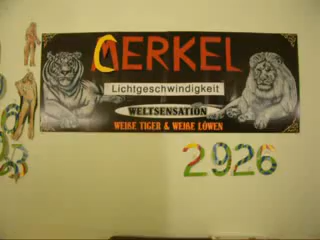 MERKEL
Lichtgeschwindigkeit
WELTSENSATION
WEIßE TIGER & WEIßE LÖWEN
2926